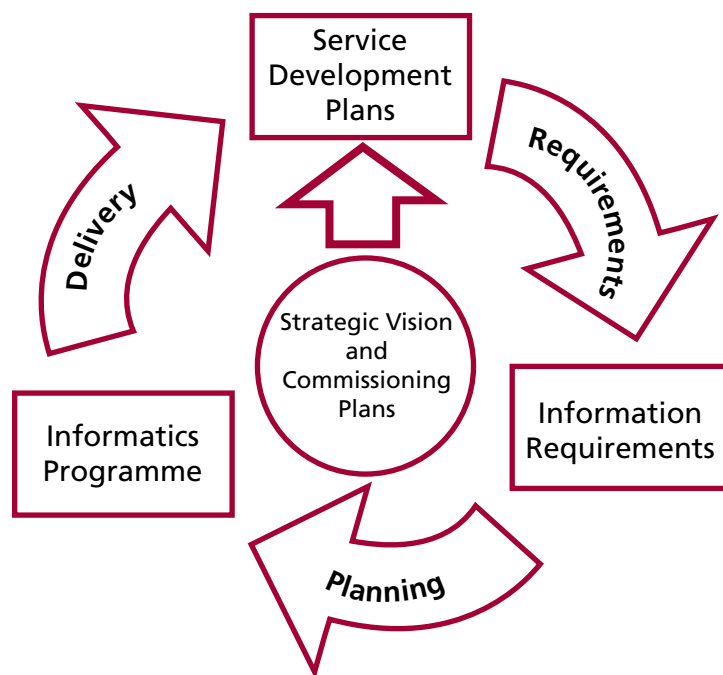 Service
Development
Plans
Requirements
Delivery
Strategic Vision
and
Commissioning
Plans
Informatics
Programme
Information
Requirements
Planning